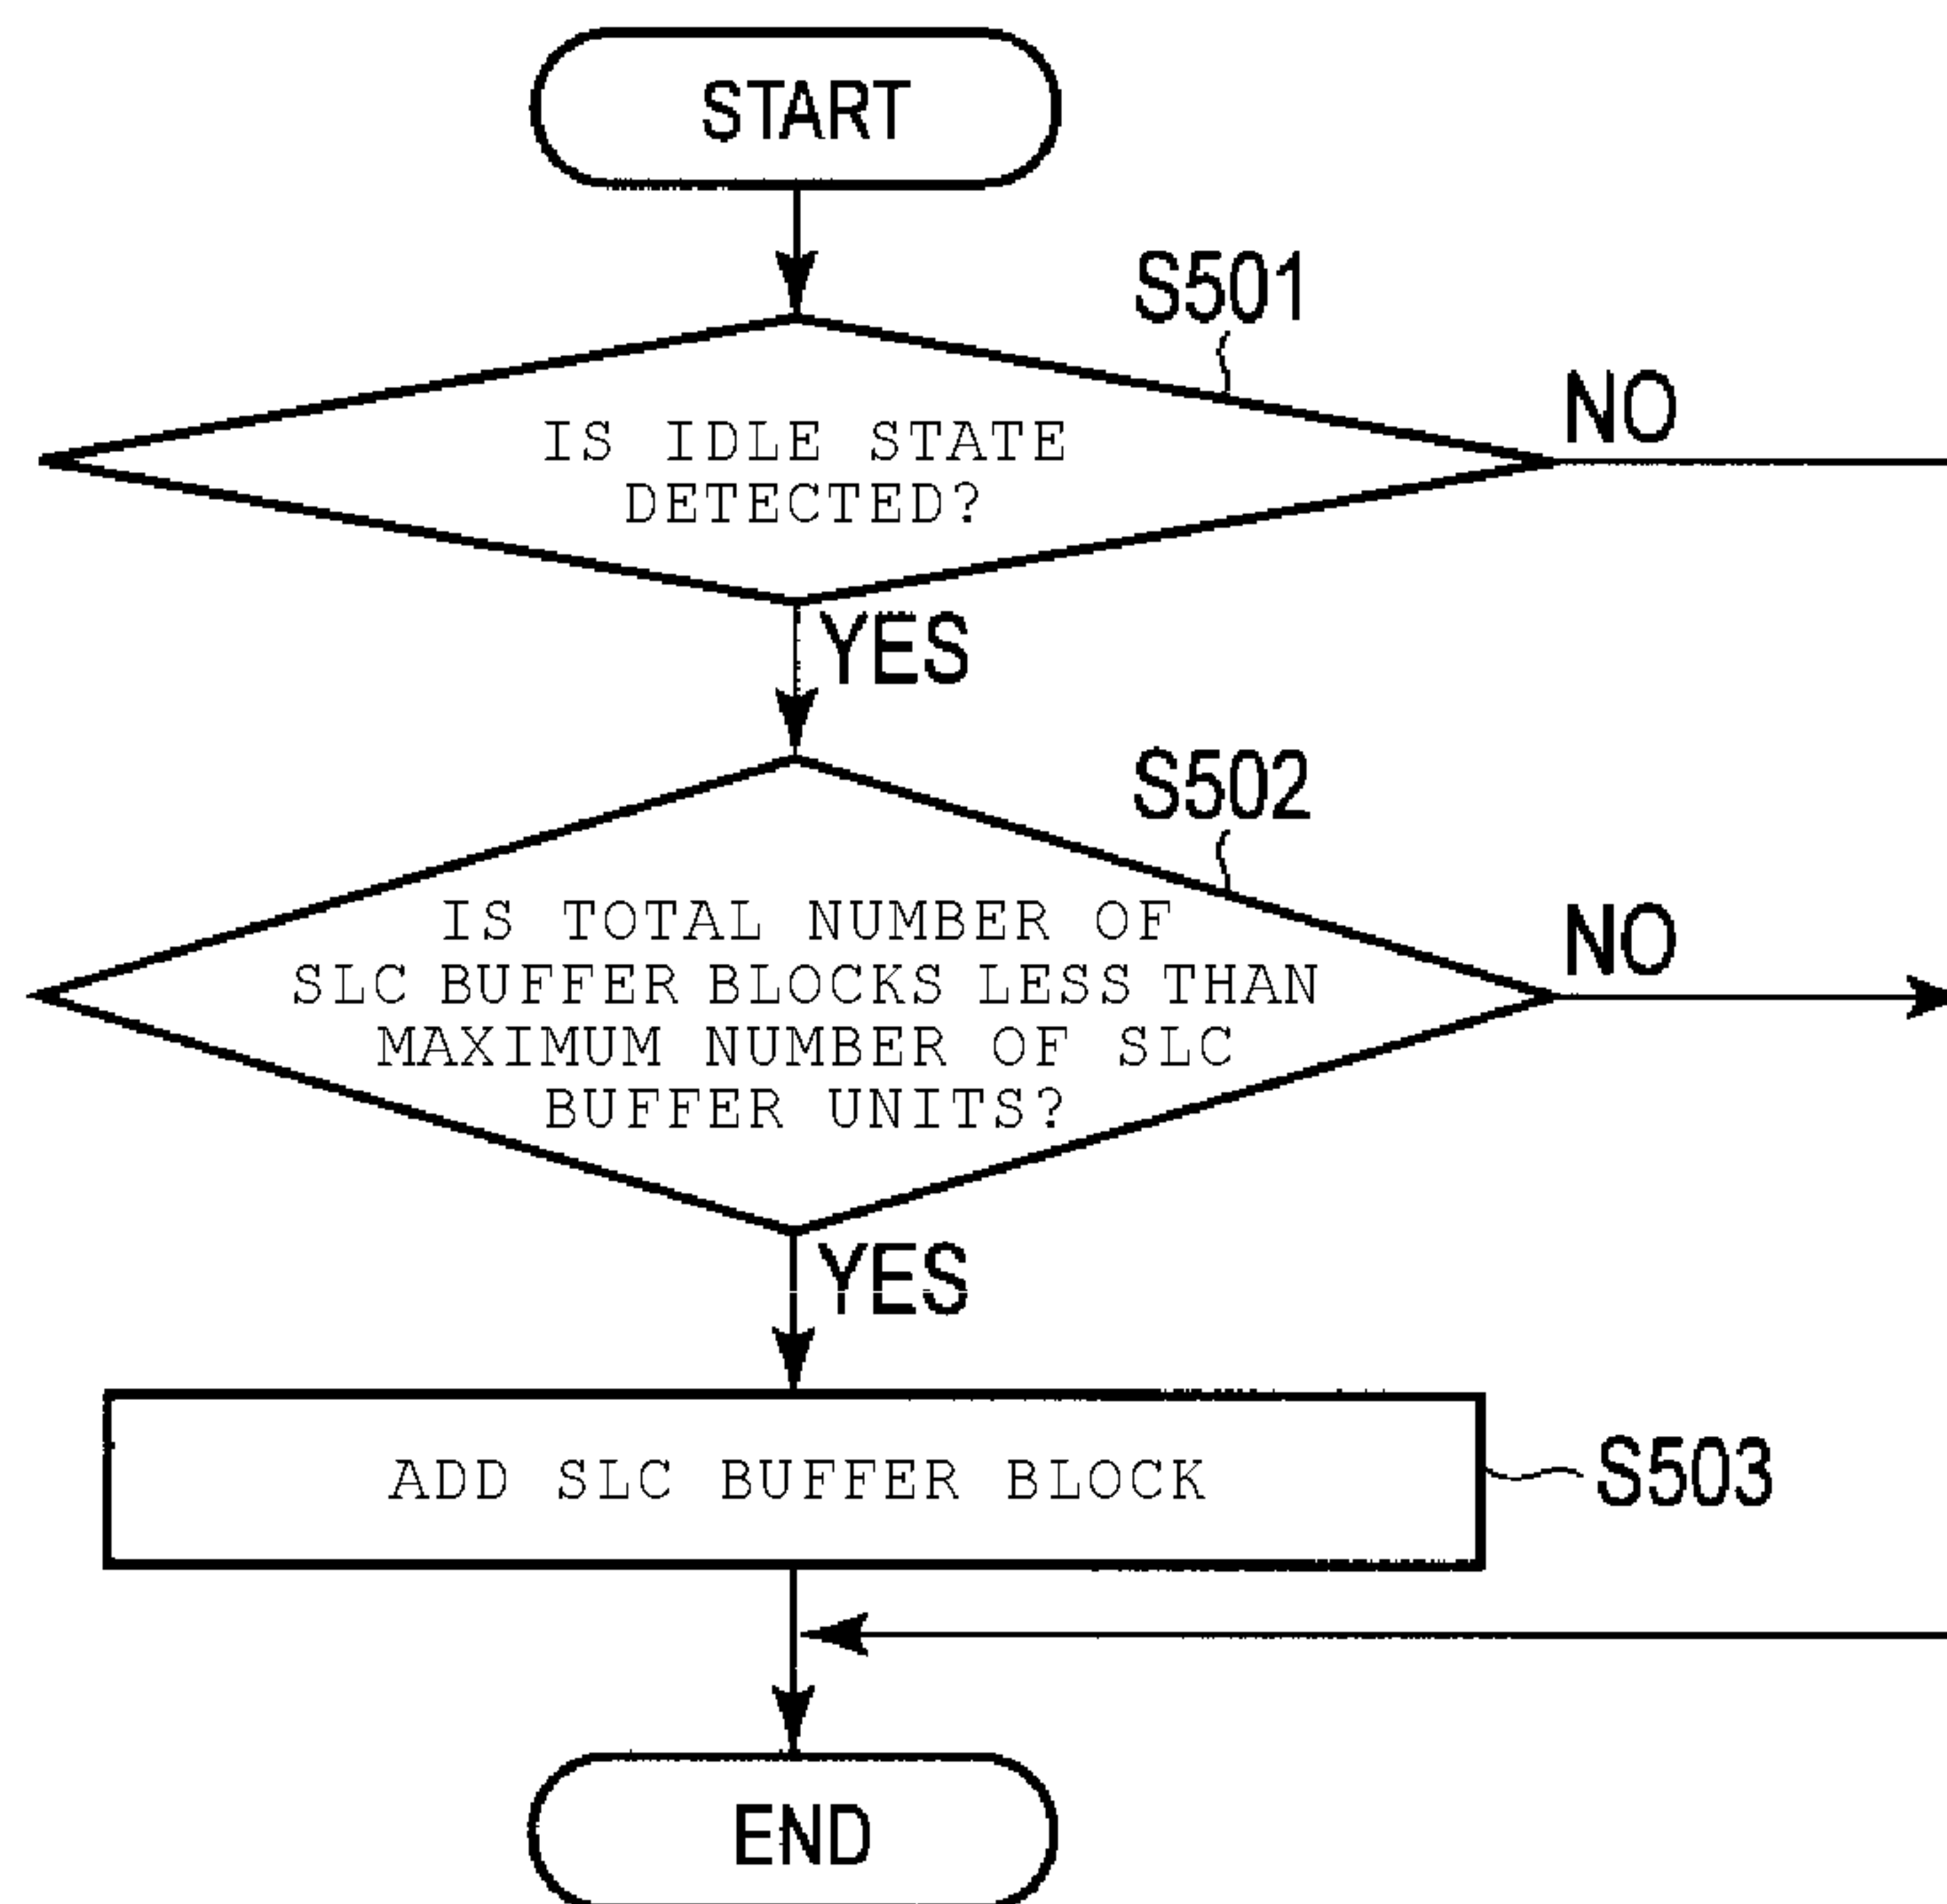 START
S501
NO
IS IDLE STATE
DETECTED?
YES
S502
NO
IS TOTAL NUMBER OF
SLC BUFFER BLOCKS LESS THAN
MAXIMUM NUMBER OF SLC
BUFFER UNITS?
YES
ADD SLC BUFFER BLOCK
S503
END